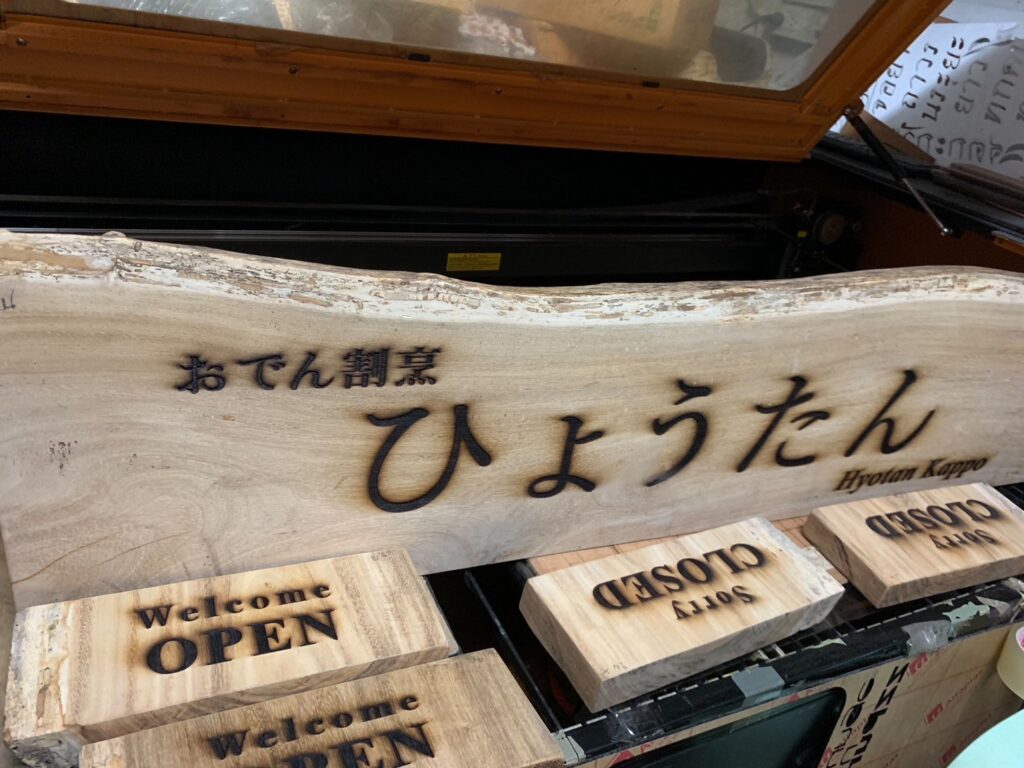 おでん割烹
ひょうたん
Hyotan Kappo
Welcome
OPEN
Sorry
CLOSED
Sorry
CLOSED
Welcome
OPEN